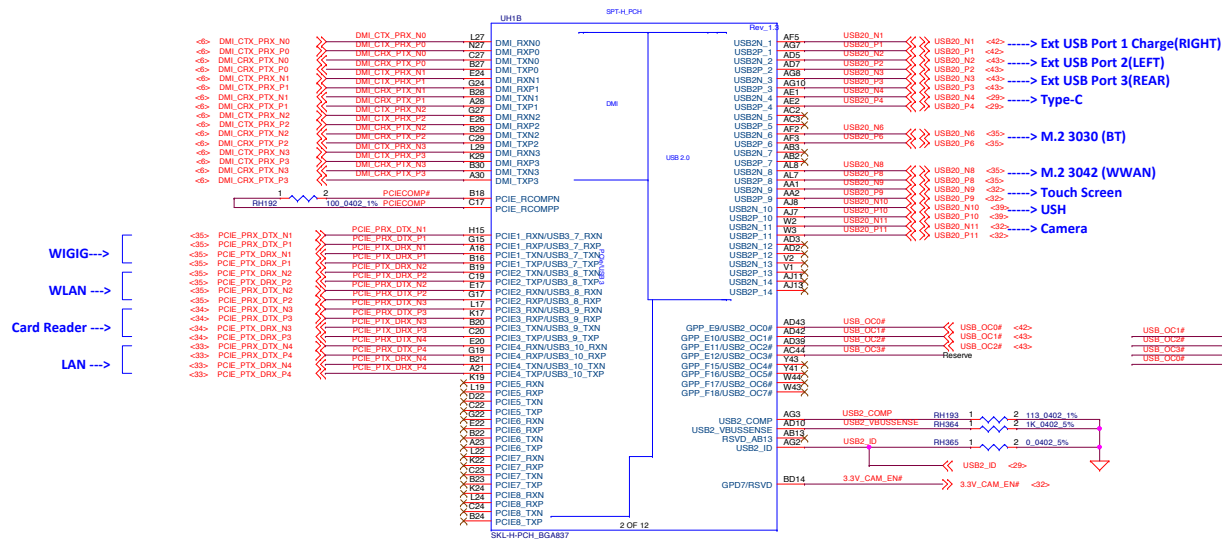 SPT-H_PCH
UH1B
Rev_1.3
<6> DMI_CTX_PRX_N0 DMI_CTX_PRX_N0 L27 DMI_RXN0
<6> DMI_CTX_PRX_P0 DMI_CTX_PRX_P0 N27 DMI_RXP0
<6> DMI_CRX_PTX_N0 DMI_CRX_PTX_N0 C27 DMI_TXN0
<6> DMI_CRX_PTX_P0 DMI_CRX_PTX_P0 B27 DMI_TXP0
<6> DMI_CTX_PRX_N1 DMI_CTX_PRX_N1 E24 DMI_RXN1
<6> DMI_CTX_PRX_P1 DMI_CTX_PRX_P1 G24 DMI_RXP1
<6> DMI_CRX_PTX_N1 DMI_CRX_PTX_N1 B28 DMI_TXN1
<6> DMI_CRX_PTX_P1 DMI_CRX_PTX_P1 A28 DMI_TXP1
<6> DMI_CTX_PRX_N2 DMI_CTX_PRX_N2 G27 DMI_RXN2
<6> DMI_CTX_PRX_P2 DMI_CTX_PRX_P2 E26 DMI_RXP2
<6> DMI_CRX_PTX_N2 DMI_CRX_PTX_N2 B29 DMI_TXN2
<6> DMI_CRX_PTX_P2 DMI_CRX_PTX_P2 C29 DMI_TXP2
<6> DMI_CTX_PRX_N3 DMI_CTX_PRX_N3 L29 DMI_RXN3
<6> DMI_CTX_PRX_P3 DMI_CTX_PRX_P3 K29 DMI_RXP3
<6> DMI_CRX_PTX_N3 DMI_CRX_PTX_N3 B30 DMI_TXN3
<6> DMI_CRX_PTX_P3 DMI_CRX_PTX_P3 A30 DMI_TXP3
1 2 PCIECOMP# B18 PCIE_RCOMPN
RH192 100_0402_1% PCIECOMP C17 PCIE_RCOMPP
<35> PCIE_PRX_DTX_N1 PCIE_PRX_DTX_N1 H15 PCIE1_RXN/USB3_7_RXN
<35> PCIE_PRX_DTX_P1 PCIE_PRX_DTX_P1 G15 PCIE1_RXP/USB3_7_RXP
WIGIG--->
<35> PCIE_PTX_DRX_N1 PCIE_PTX_DRX_N1 A16 PCIE1_TXN/USB3_7_TXN
<35> PCIE_PTX_DRX_P1 PCIE_PTX_DRX_P1 B16 PCIE1_TXP/USB3_7_TXP
<35> PCIE_PTX_DRX_N2 PCIE_PTX_DRX_N2 B19 PCIE2_TXN/USB3_8_TXN
<35> PCIE_PTX_DRX_P2 PCIE_PTX_DRX_P2 C19 PCIE2_TXP/USB3_8_TXP
WLAN --->
<35> PCIE_PRX_DTX_N2 PCIE_PRX_DTX_N2 E17 PCIE2_RXN/USB3_8_RXN
<35> PCIE_PRX_DTX_P2 PCIE_PRX_DTX_P2 G17 PCIE2_RXP/USB3_8_RXP
<34> PCIE_PRX_DTX_N3 PCIE_PRX_DTX_N3 L17 PCIE3_RXN/USB3_9_RXN
<34> PCIE_PRX_DTX_P3 PCIE_PRX_DTX_P3 K17 PCIE3_RXP/USB3_9_RXP
Card Reader --->
<34> PCIE_PTX_DRX_N3 PCIE_PTX_DRX_N3 B20 PCIE3_TXN/USB3_9_TXN
<34> PCIE_PTX_DRX_P3 PCIE_PTX_DRX_P3 C20 PCIE3_TXP/USB3_9_TXP
<33> PCIE_PRX_DTX_N4 PCIE_PRX_DTX_N4 E20 PCIE4_RXN/USB3_10_RXN
<33> PCIE_PRX_DTX_P4 PCIE_PRX_DTX_P4 G19 PCIE4_RXP/USB3_10_RXP
LAN --->
<33> PCIE_PTX_DRX_N4 PCIE_PTX_DRX_N4 B21 PCIE4_TXN/USB3_10_TXN
<33> PCIE_PTX_DRX_P4 PCIE_PTX_DRX_P4 A21 PCIE4_TXP/USB3_10_TXP
K19 PCIE5_RXN
L19 PCIE5_RXP
D22 PCIE5_TXN
C22 PCIE5_TXP
G22 PCIE6_RXN
E22 PCIE6_RXP
B22 PCIE6_TXN
A23 PCIE6_TXP
L22 PCIE7_RXN
K22 PCIE7_RXP
C23 PCIE7_TXN
B23 PCIE7_TXP
K24 PCIE8_RXN
L24 PCIE8_RXP
C24 PCIE8_TXN
B24 PCIE8_TXP
DMI
USB 2.0
USB2N_1 AF5 USB20_N1 USB20_N1 <42>
-----> Ext USB Port 1 Charge(RIGHT)
USB2P_1 AG7 USB20_P1 USB20_P1 <42>
USB2N_2 AD5 USB20_N2 USB20_N2 <43>
-----> Ext USB Port 2(LEFT)
USB2P_2 AD7 USB20_P2 USB20_P2 <43>
USB2N_3 AG8 USB20_N3 USB20_N3 <43>
-----> Ext USB Port 3(REAR)
USB2P_3 AG10 USB20_P3 USB20_P3 <43>
USB2N_4 AE1 USB20_N4 USB20_N4 <29>
-----> Type-C
USB2P_4 AE2 USB20_P4 USB20_P4 <29>
USB2N_5 AC2
USB2P_5 AC3
USB2N_6 AF2 USB20_N6 USB20_N6 <35>
-----> M.2 3030 (BT)
USB2P_6 AF3 USB20_P6 USB20_P6 <35>
USB2N_7 AB3
USB2P_7 AB2
USB2N_8 AL8 USB20_N8 USB20_N8 <35>
-----> M.2 3042 (WWAN)
USB2P_8 AL7 USB20_P8 USB20_P8 <35>
USB2N_9 AA1 USB20_N9 USB20_N9 <32>
-----> Touch Screen
USB2P_9 AA2 USB20_P9 USB20_P9 <32>
USB2N_10 AJ8 USB20_N10 USB20_N10 <39>
-----> USH
USB2P_10 AJ7 USB20_P10 USB20_P10 <39>
USB2N_11 W2 USB20_N11 USB20_N11 <32>
-----> Camera
USB2P_11 W3 USB20_P11 USB20_P11 <32>
USB2N_12 AD3
USB2P_12 AD2
USB2N_13 V2
USB2P_13 V1
USB2N_14 AJ11
USB2P_14 AJ13
GPP_E9/USB2_OC0# AD43 USB_OC0# USB_OC0# <42>
GPP_E10/USB2_OC1# AD42 USB_OC1# USB_OC1# <43> USB_OC1#
GPP_E11/USB2_OC2# AD39 USB_OC2# USB_OC2# <43> USB_OC2#
GPP_E12/USB2_OC3# AC44 USB_OC3# Reserve USB_OC3#
GPP_F15/USB2_OC4# Y43 USB_OC0#
GPP_F16/USB2_OC5# Y41
GPP_F17/USB2_OC6# W44
GPP_F18/USB2_OC7# W43
USB2_COMP AG3 USB2_COMP RH193 1 2 113_0402_1%
USB2_VBUSSENSE AD10 USB2_VBUSSENSE RH364 1 2 1K_0402_5%
RSVD_AB13 AB13
USB2_ID AG2 USB2_ID RH365 1 2 0_0402_5%
USB2_ID <29>
GPD7/RSVD BD14 3.3V_CAM_EN# 3.3V_CAM_EN# <32>
2 OF 12
SKL-H-PCH_BGA837